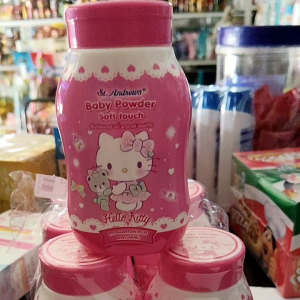 St. Andrews®
Baby Powder
Soft touch
Hello Kitty